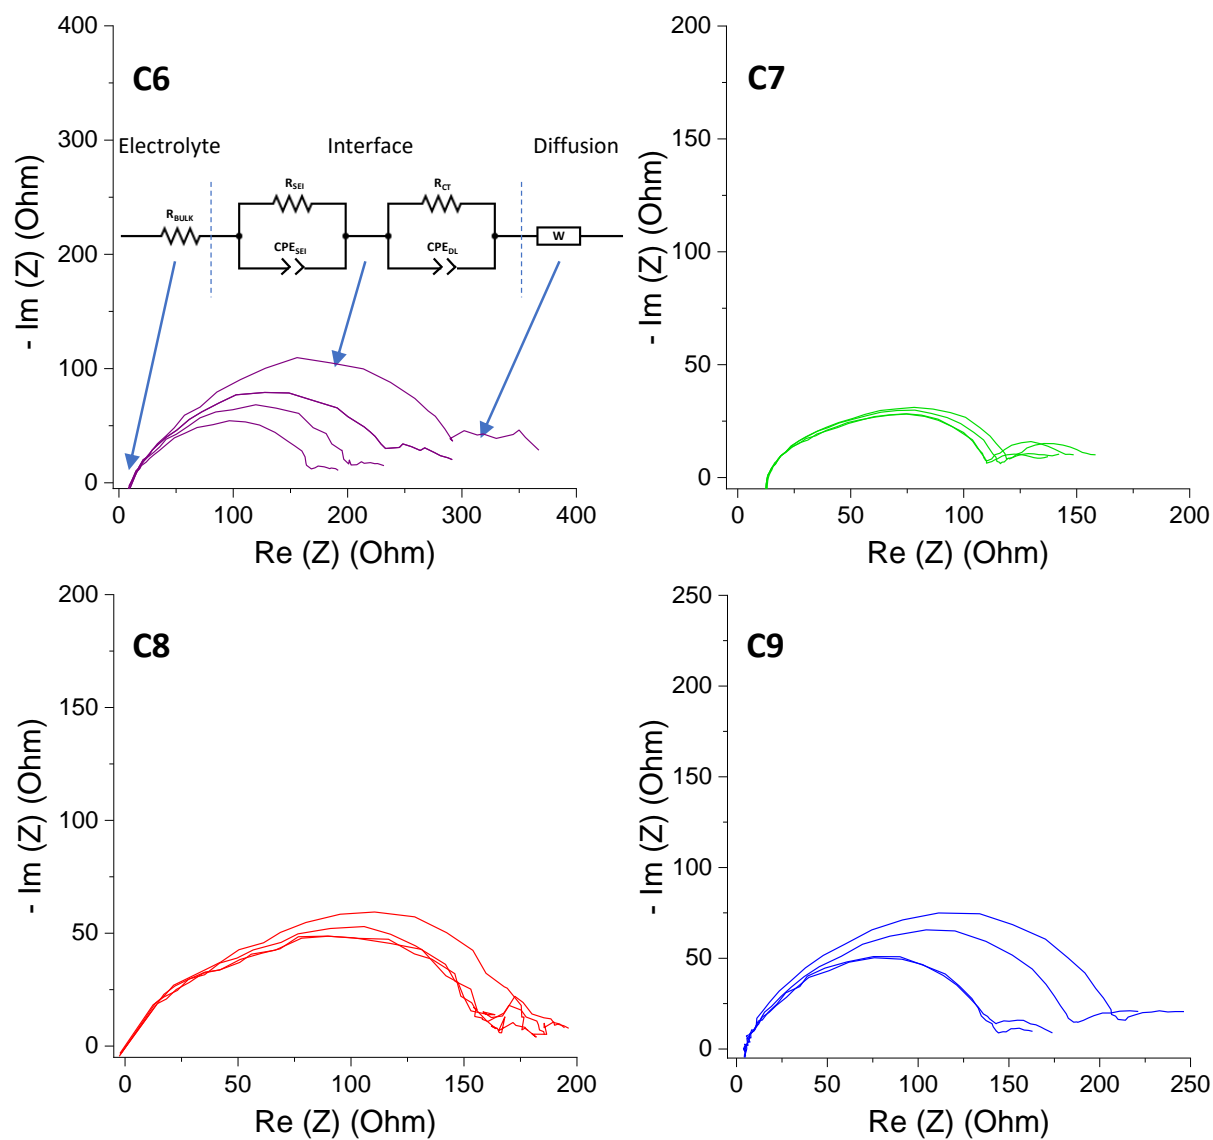 C6
Electrolyte Interface Diffusion
R_BULK
R_SEI
CPE_SEI
R_CT
CPE_DL
W
- Im (Z) (Ohm)
400
300
200
100
0
0 100 200 300 400
Re (Z) (Ohm)
C7
- Im (Z) (Ohm)
200
150
100
50
0
0 50 100 150 200
Re (Z) (Ohm)
C8
- Im (Z) (Ohm)
200
150
100
50
0
0 50 100 150 200
Re (Z) (Ohm)
C9
- Im (Z) (Ohm)
250
200
150
100
50
0
0 50 100 150 200 250
Re (Z) (Ohm)